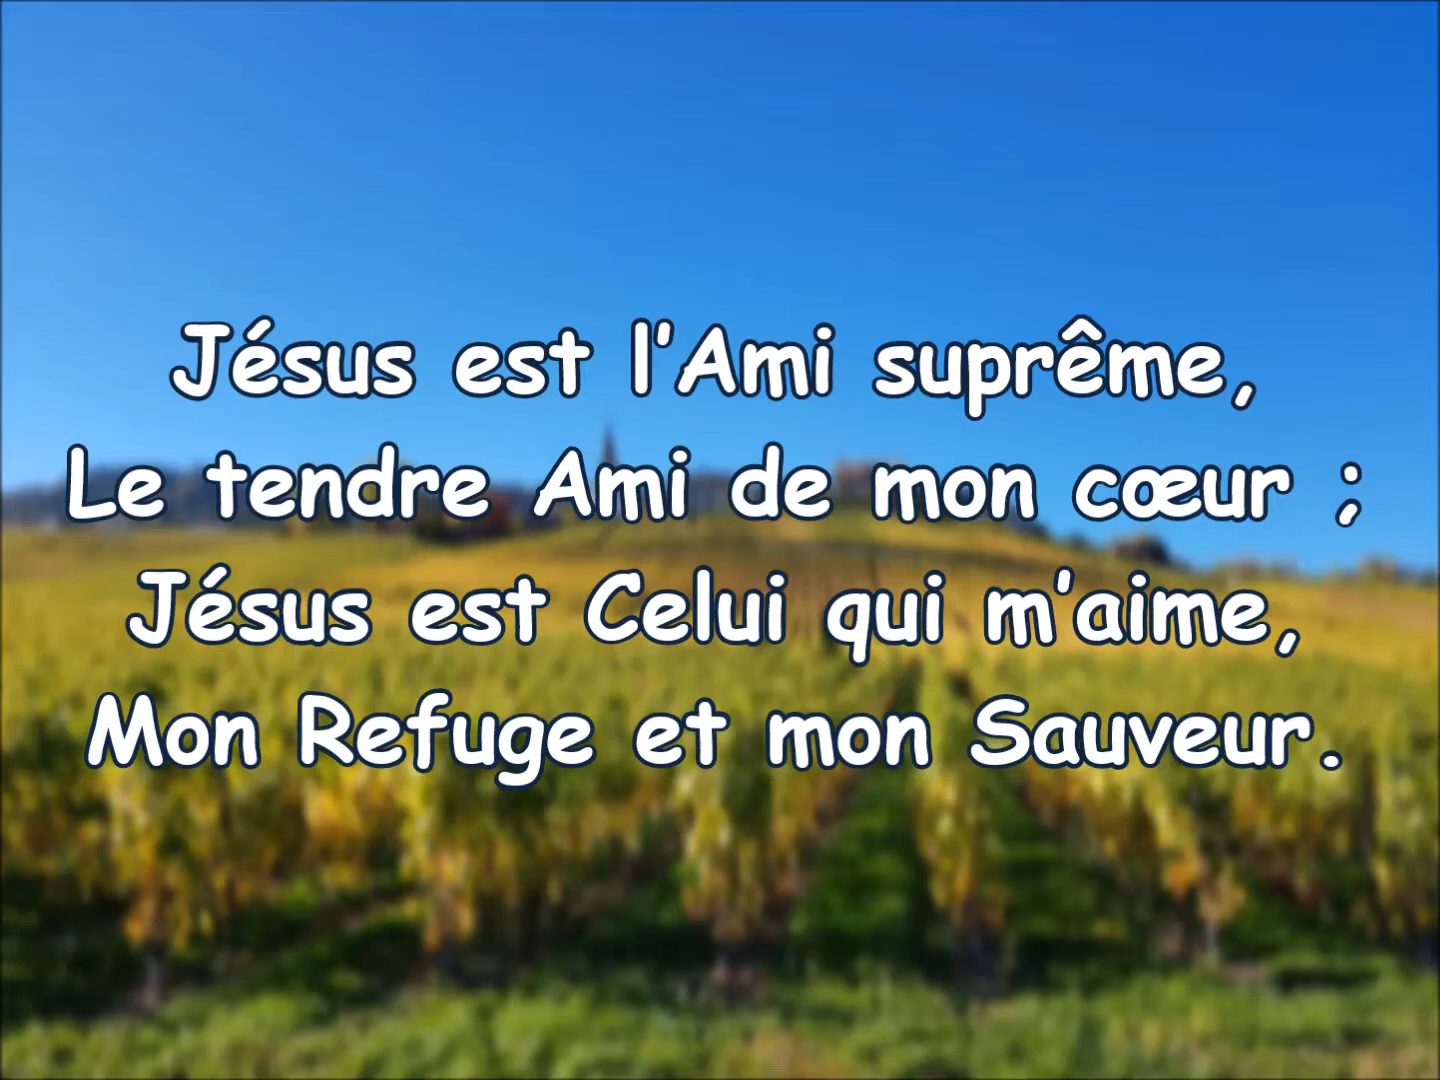 Jésus est l’Ami suprême,
Le tendre Ami de mon cœur ;
Jésus est Celui qui m’aime,
Mon Refuge et mon Sauveur.